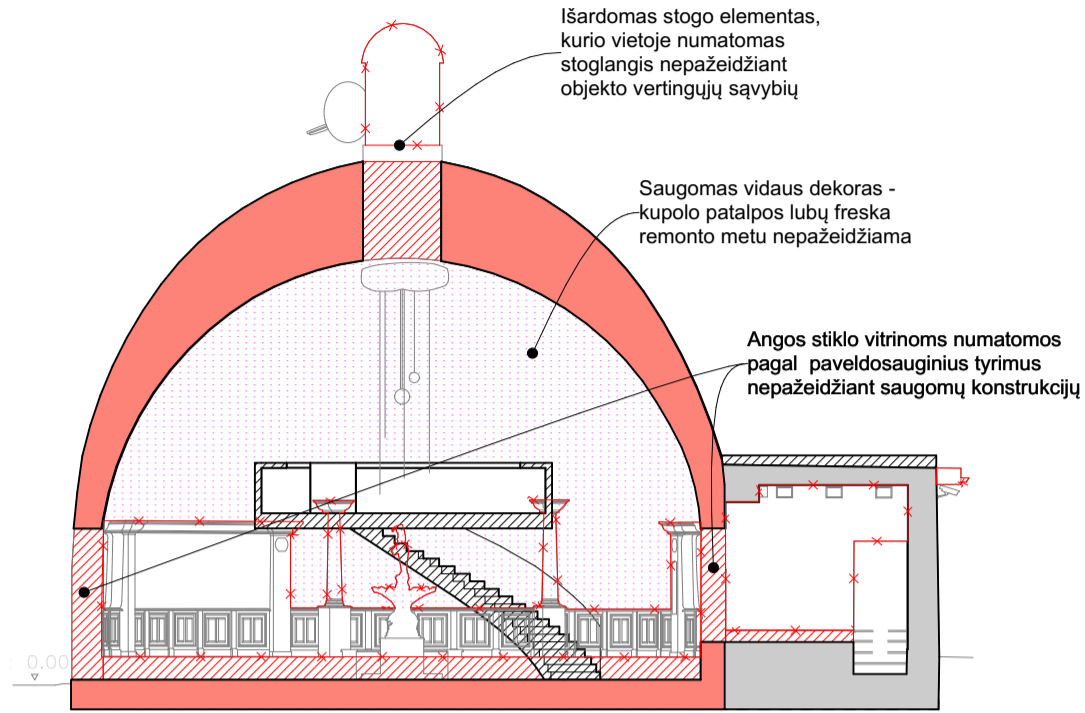 Išardomas stogo elementas,
kurio vietoje numatomas
stoglangis nepažeidžiant
objekto vertingųjų sąvybių
Saugomas vidaus dekoras -
kupolo patalpos lubų freska
remonto metu nepažeidžiama
Angos stiklo vitrinoms numatomos
pagal paveldosauginius tyrimus
nepažeidžiant saugomų konstrukcijų
0.00